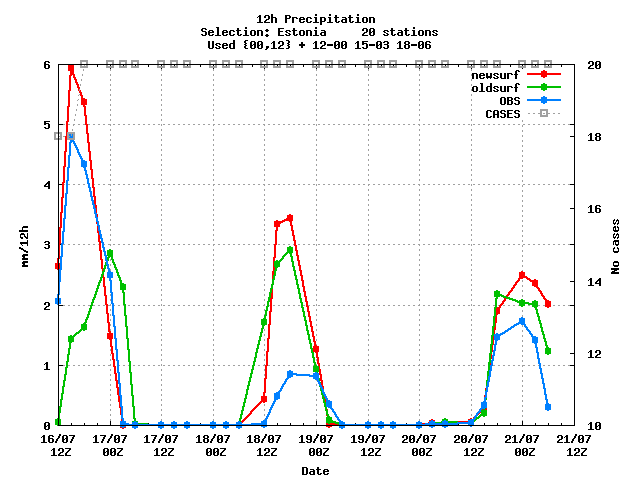 12h Precipitation
Selection: Estonia     20 stations
Used {00,12} + 12-00 15-03 18-06
newsurf
oldsurf
OBS
CASES
6
5
4
3
2
1
0
mm/12h
20
18
16
14
12
10
No cases
16/07 17/07 17/07 18/07 18/07 19/07 19/07 20/07 20/07 21/07 21/07
12Z 00Z 12Z 00Z 12Z 00Z 12Z 00Z 12Z 00Z 12Z
Date